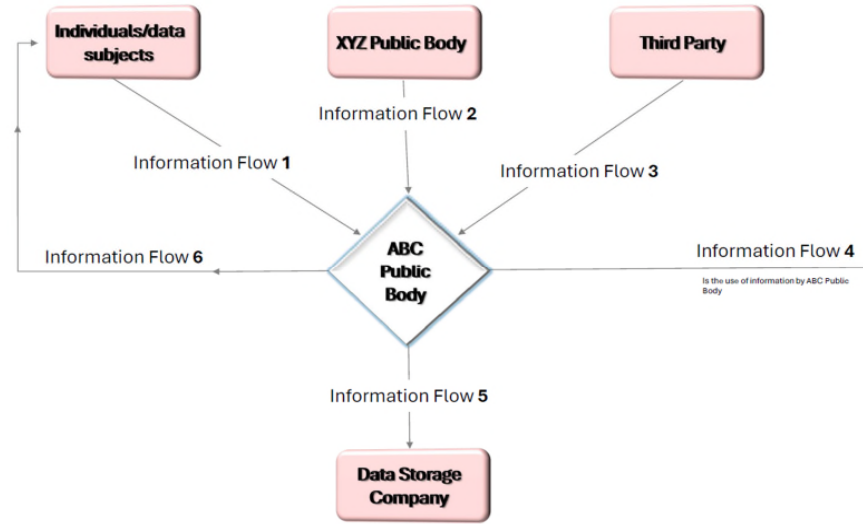 Individuals/data
subjects
XYZ Public Body
Third Party
Information Flow 2
Information Flow 1
Information Flow 3
Information Flow 6
ABC
Public
Body
Information Flow 4
Is the use of information by ABC Public
Body
Information Flow 5
Data Storage
Company